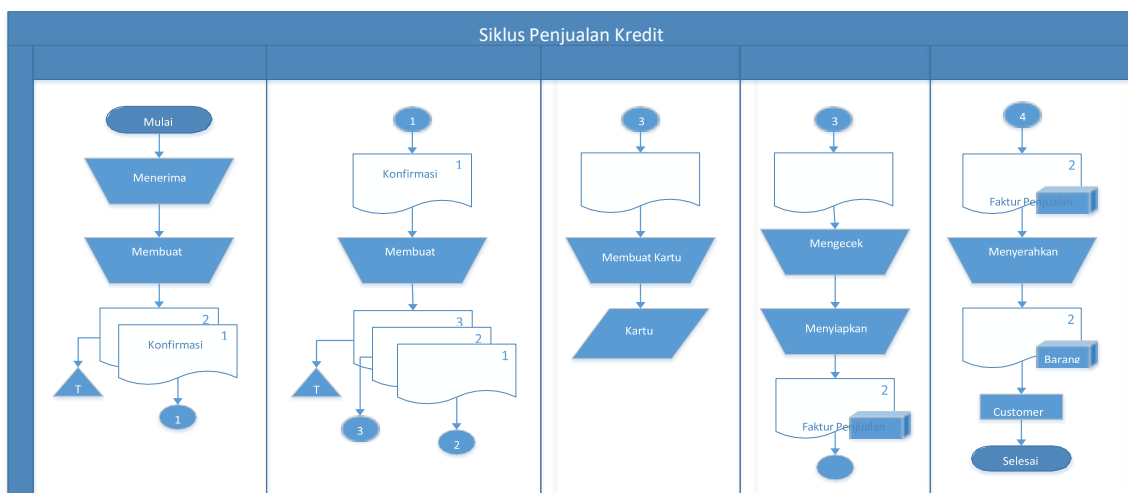 Siklus Penjualan Kredit
Mulai
Menerima
Membuat
2
1
Konfirmasi
T
1
1
1
Konfirmasi
Membuat
3
2
1
T
3
2
3
Membuat Kartu
Kartu
3
Mengecek
Menyiapkan
2
Faktur Penjualan
4
2
Faktur Penjualan
Menyerahkan
2
Barang
Customer
Selesai